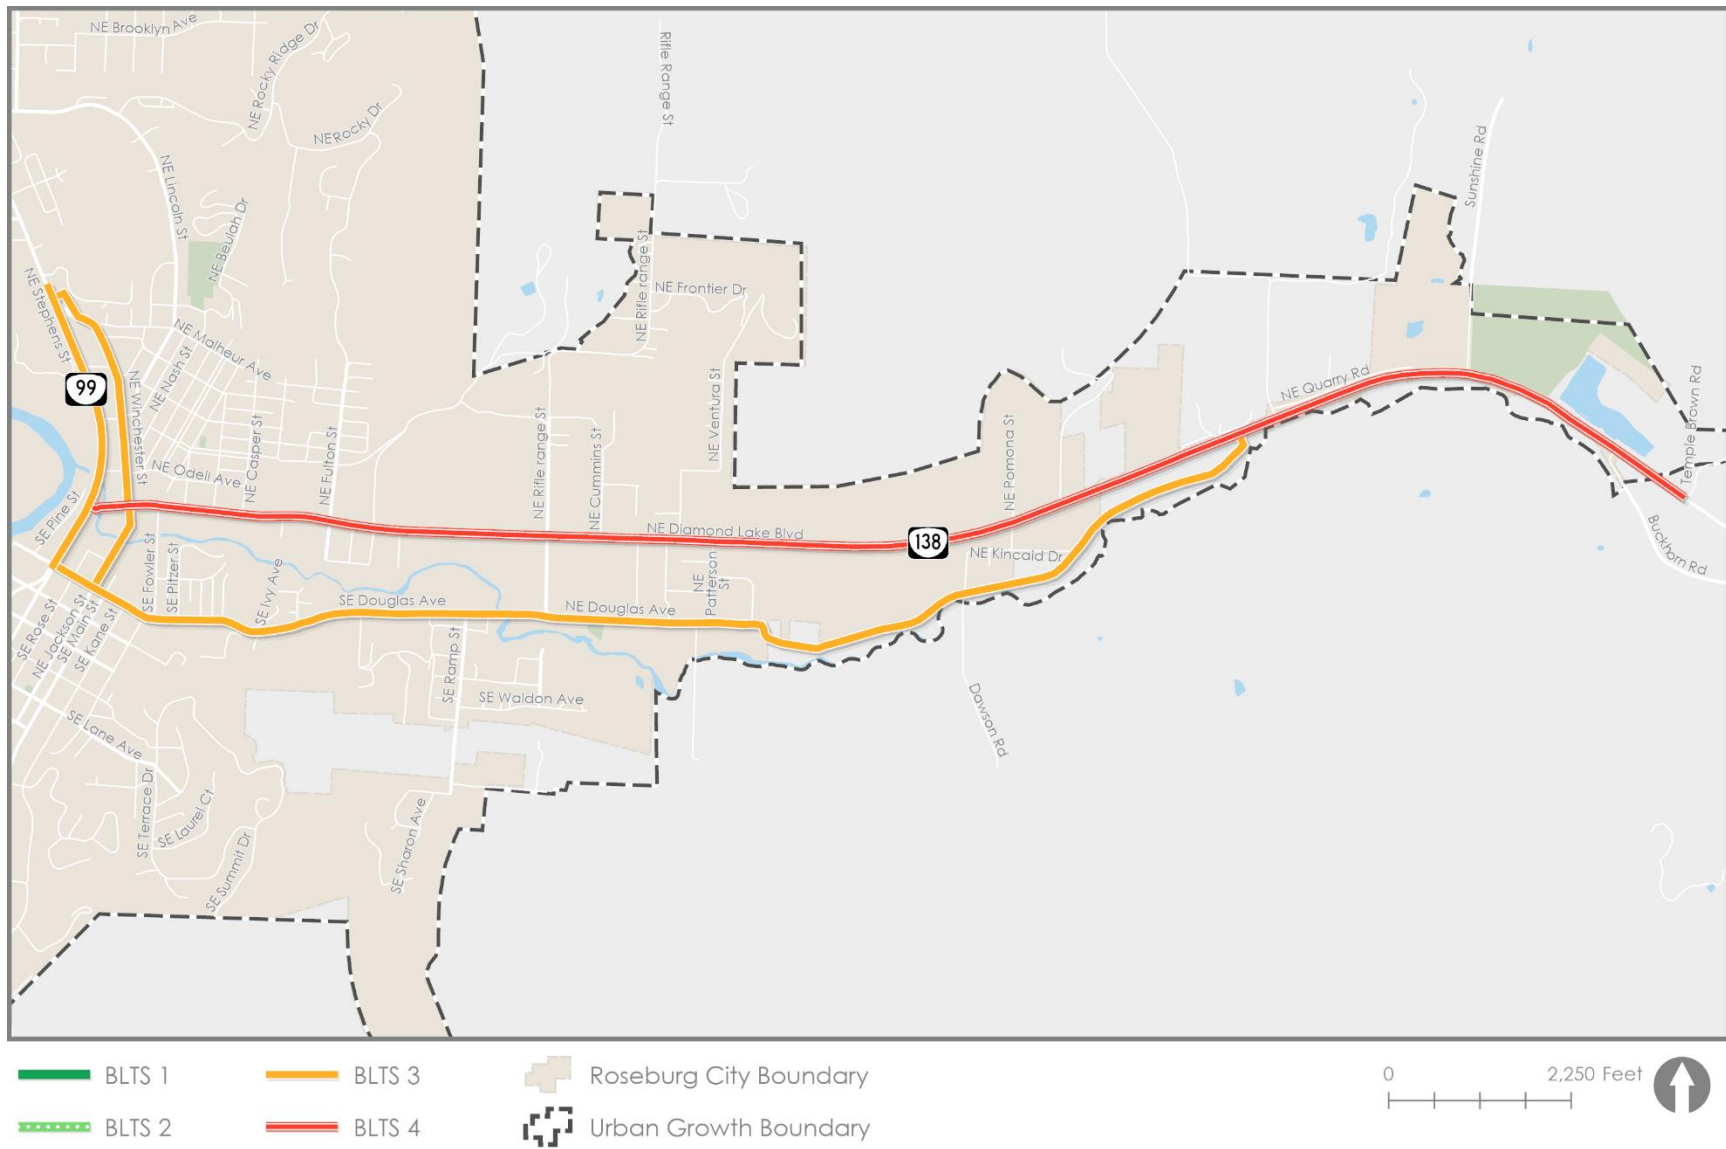 NE Brooklyn Ave
NE Rocky Ridge Dr
NERocky Dr
Rifle Range St
Sunshine Rd
NE Lincoln St
NE Beulah Dr
NE Stephens St
NE Rifle range St
NE Frontier Dr
NE Malheur Ave
NE Nash St
99
NE Winchester St
NE Ventura St
NE Quarry Rd
Temple Brown Rd
NE Casper St
NE Fulton St
NE Rifle range St
NE Cummins St
NE Pomona St
NE Odell Ave
SE Pine St
NE Diamond Lake Blvd
138
NE Kincaid Dr
Buckhorn Rd
SE Fowler St
SE Pitzer St
SE Ivy Ave
SE Douglas Ave
NE Douglas Ave
NE
Patterson
St
SE Rose St
NE Jackson St
SE Main St
SE Kane St
SE Ramp St
SE Waldon Ave
Dawson Rd
SE Lane Ave
SE Terrace Dr
SE Laurel Ct
SE Summit Dr
SE Sharon Ave
BLTS 1
BLTS 3
Roseburg City Boundary
0
2,250 Feet
BLTS 2
BLTS 4
Urban Growth Boundary